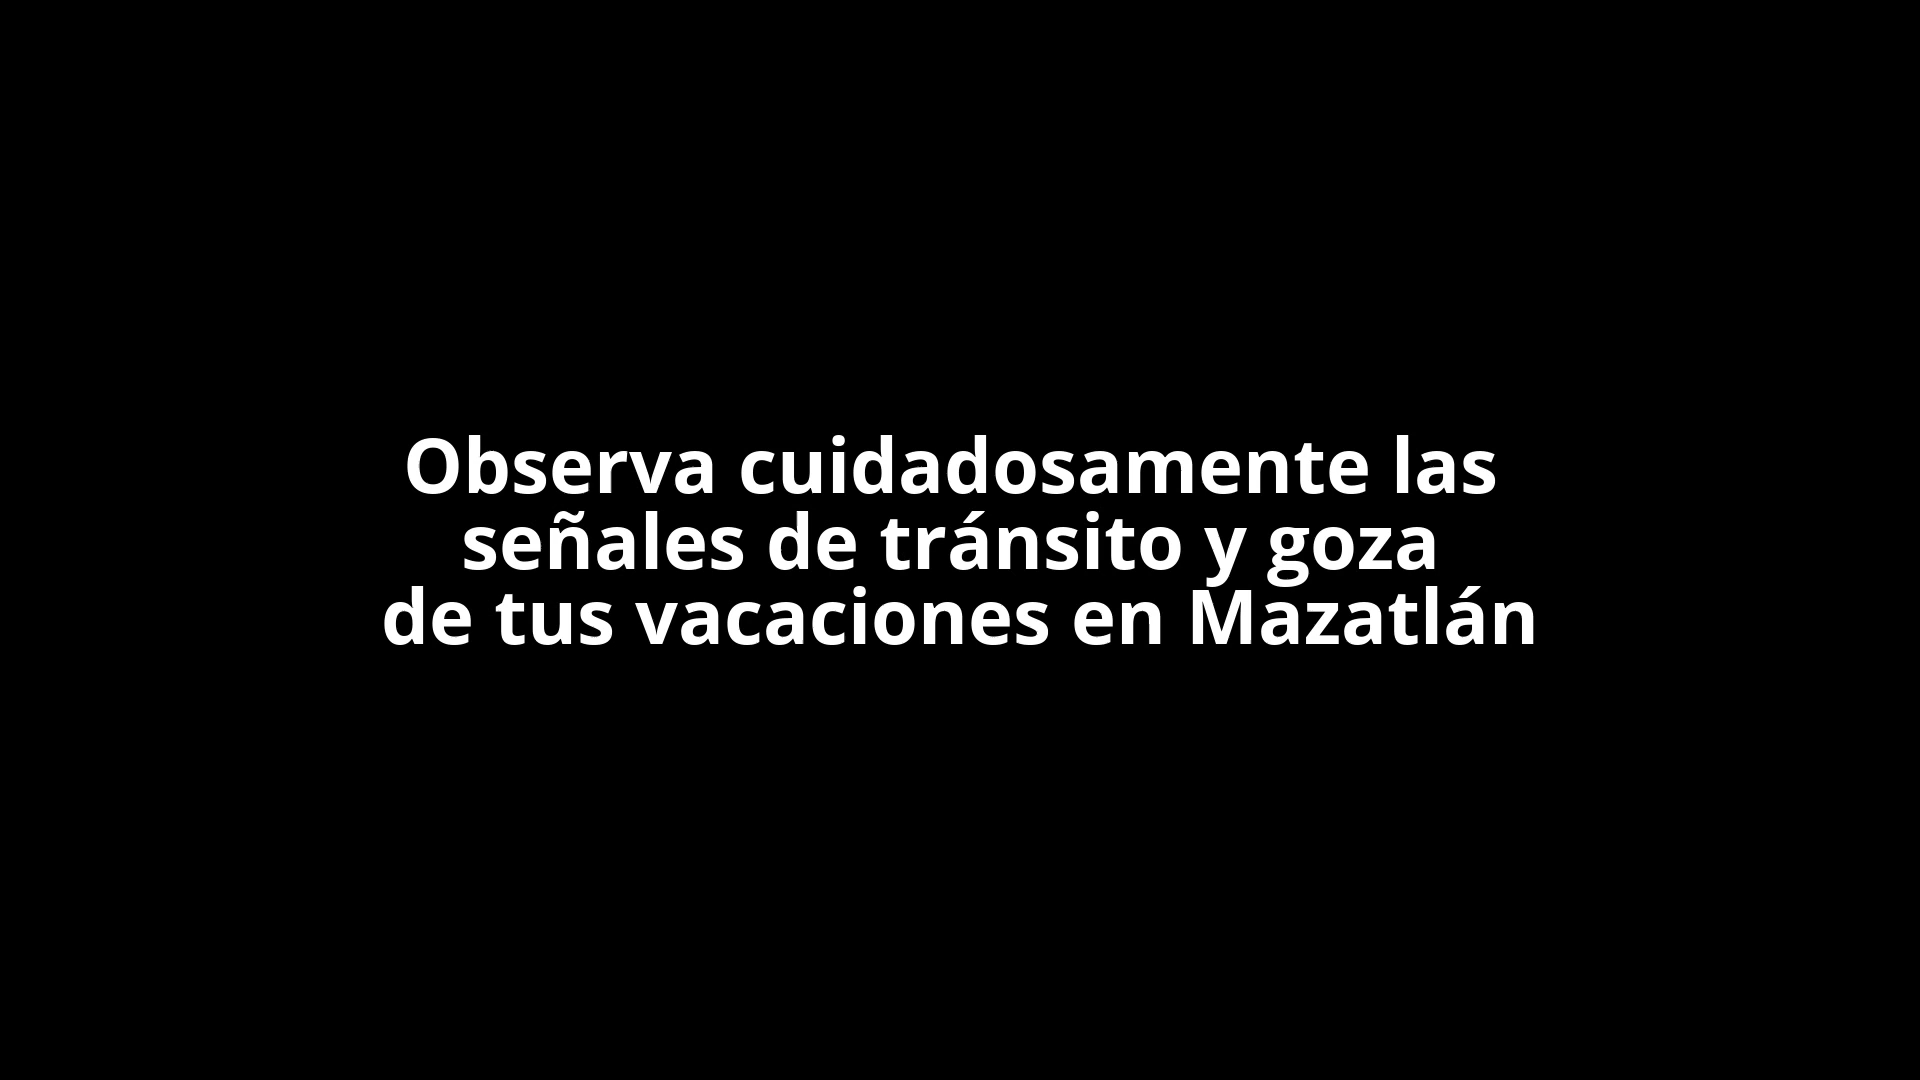 Observa cuidadosamente las
señales de tránsito y goza
de tus vacaciones en Mazatlán